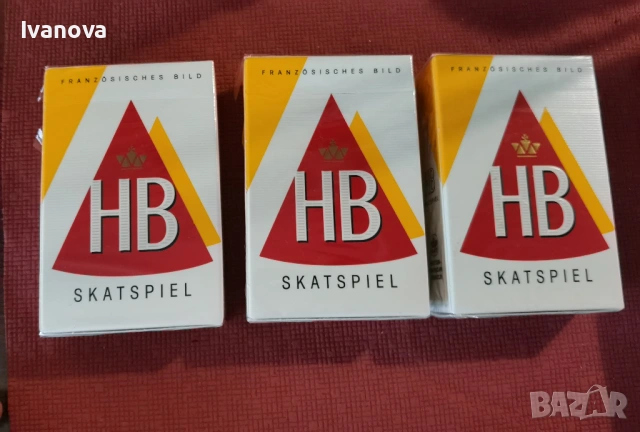 Ivanova
FRANZÖSISCHES BILD
HB
SKATSPIEL
FRANZÖSISCHES BILD
HB
SKATSPIEL
FRANZÖSISCHES BILD
HB
SKATSPIEL
BAZAR